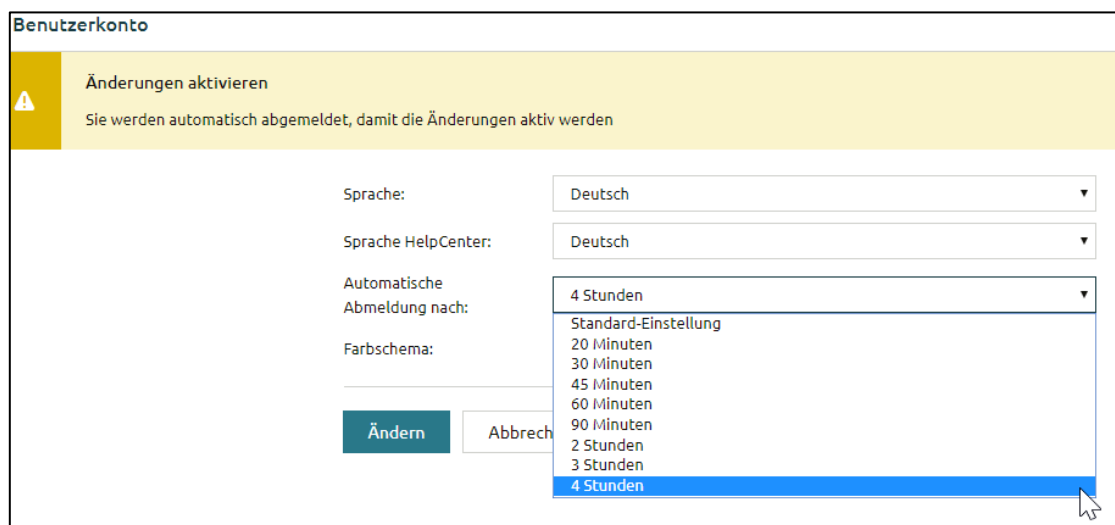 Benutzerkonto
Änderungen aktivieren
Sie werden automatisch abgemeldet, damit die Änderungen aktiv werden
Sprache: Deutsch
Sprache HelpCenter: Deutsch
Automatische
Abmeldung nach: 4 Stunden
Standard-Einstellung
20 Minuten
30 Minuten
45 Minuten
60 Minuten
90 Minuten
2 Stunden
3 Stunden
4 Stunden
Farbschema:
Ändern Abbrech